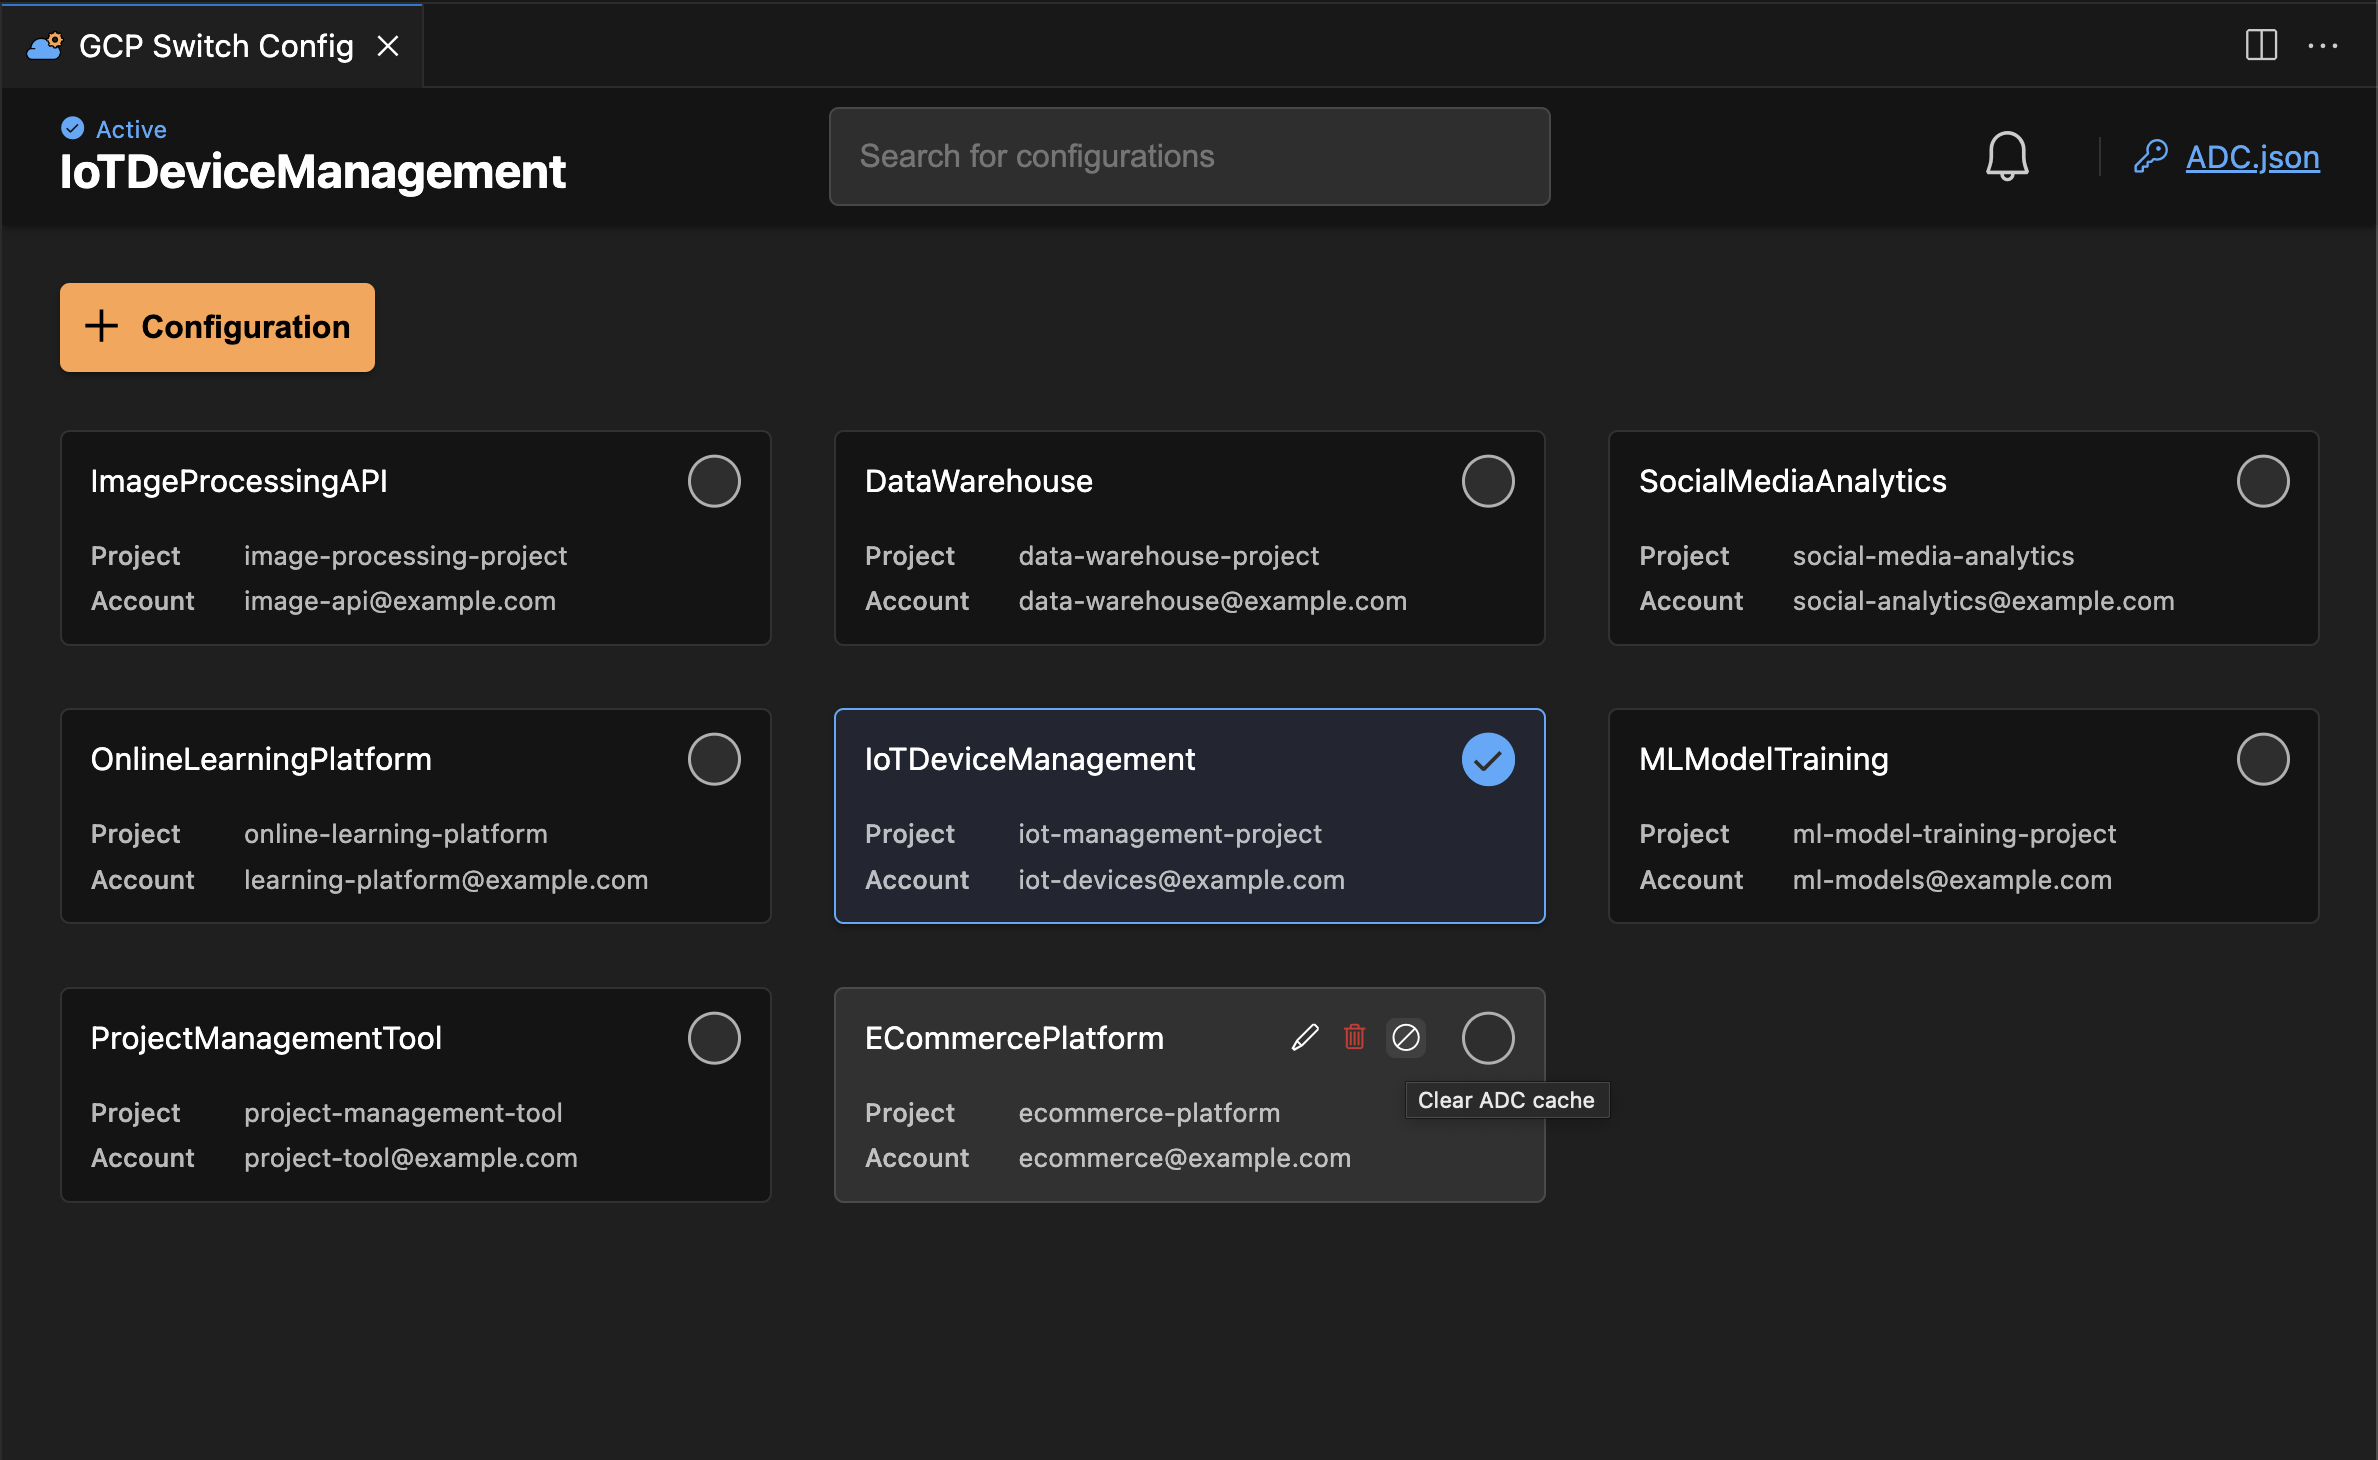 GCP Switch Config
Active
IoTDeviceManagement
Search for configurations
ADC.json
Configuration
ImageProcessingAPI
Project image-processing-project
Account image-api@example.com
DataWarehouse
Project data-warehouse-project
Account data-warehouse@example.com
SocialMediaAnalytics
Project social-media-analytics
Account social-analytics@example.com
OnlineLearningPlatform
Project online-learning-platform
Account learning-platform@example.com
IoTDeviceManagement
Project iot-management-project
Account iot-devices@example.com
MLModelTraining
Project ml-model-training-project
Account ml-models@example.com
ProjectManagementTool
Project project-management-tool
Account project-tool@example.com
ECommercePlatform
Clear ADC cache
Project ecommerce-platform
Account ecommerce@example.com